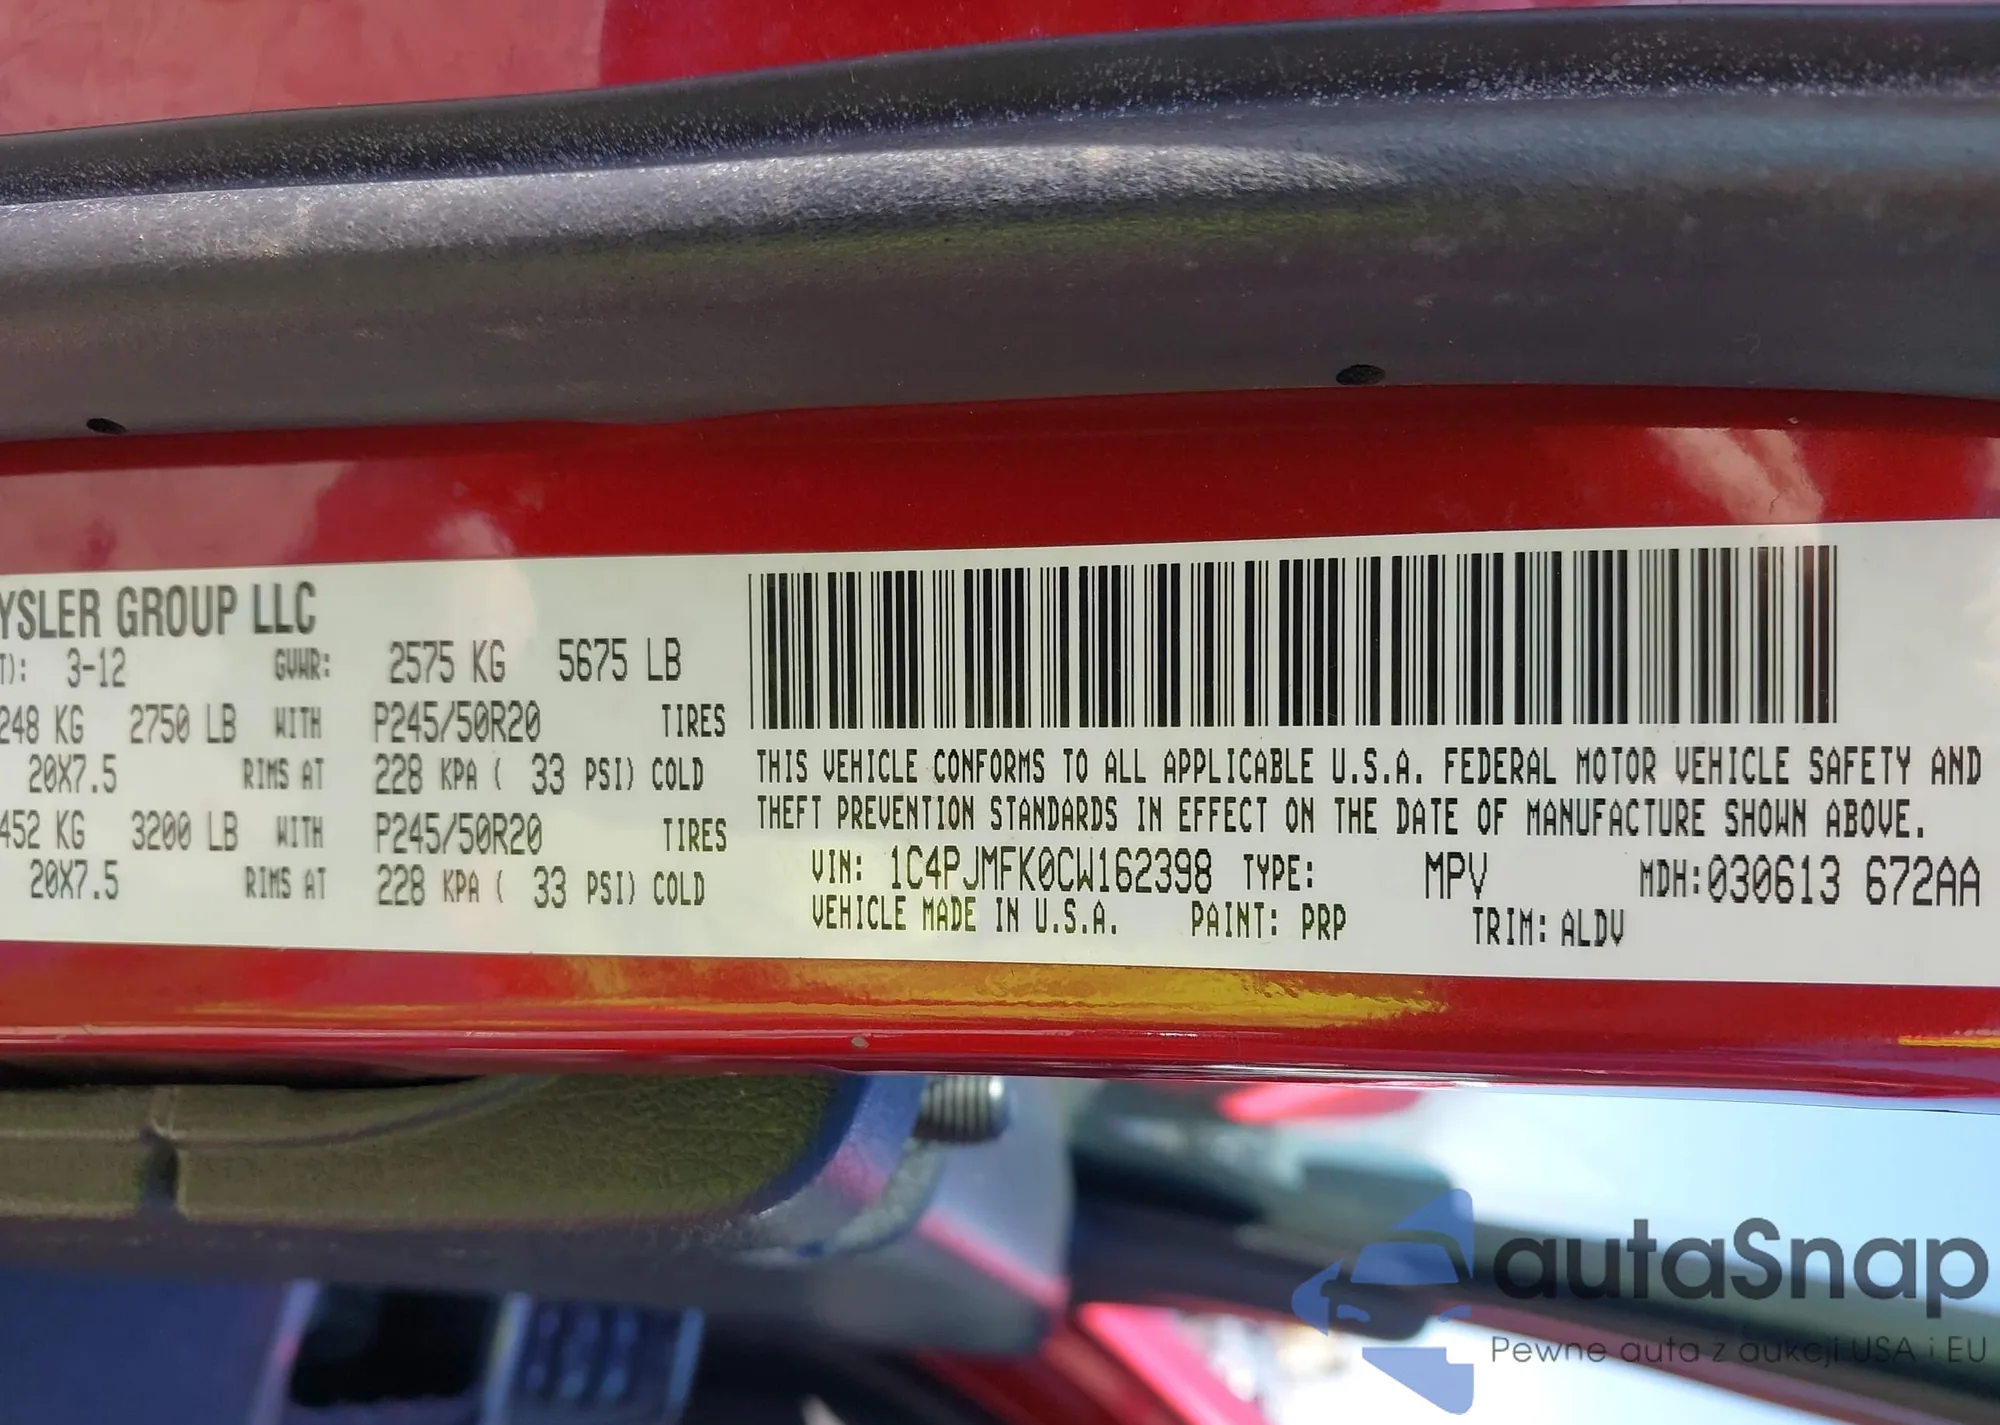 YSLER GROUP LLC
T): 3-12 GVWR: 2575 KG 5675 LB
248 KG 2750 LB WITH P245/50R20 TIRES
20X7.5 RIMS AT 228 KPA ( 33 PSI) COLD
452 KG 3200 LB WITH P245/50R20 TIRES
20X7.5 RIMS AT 228 KPA ( 33 PSI) COLD
THIS VEHICLE CONFORMS TO ALL APPLICABLE U.S.A. FEDERAL MOTOR VEHICLE SAFETY AND
THEFT PREVENTION STANDARDS IN EFFECT ON THE DATE OF MANUFACTURE SHOWN ABOVE.
VIN: 1C4PJMFK0CW162398 TYPE: MPV MDH:030613 672AA
VEHICLE MADE IN U.S.A. PAINT: PRP TRIM: ALDV
autaSnap
Pewne auta z aukcji USA i EU